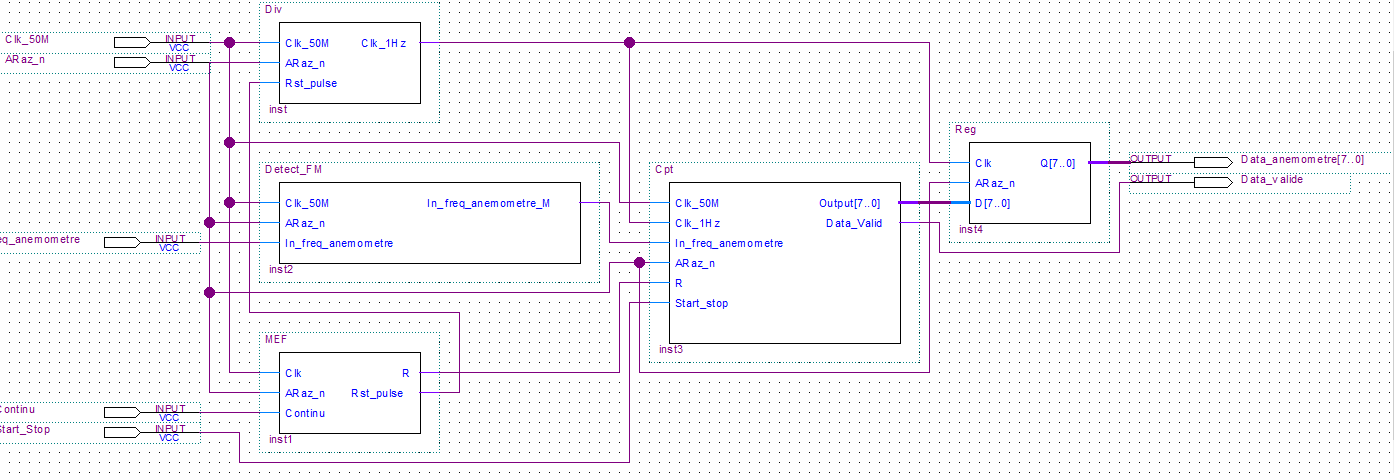 Div
Clk_50M INPUT VCC
ARaz_n INPUT VCC
Clk_50M Clk_1Hz
ARaz_n
Rst_pulse
inst
Reg
Clk Q[7..0]
ARaz_n
D[7..0]
inst4
OUTPUT Data_anemometre[7..0]
OUTPUT Data_valide
Detect_FM
Clk_50M In_freq_anemometre_M
ARaz_n
In_freq_anemometre
inst2
eq_anemometre INPUT VCC
Cpt
Clk_50M Output[7..0]
Clk_1Hz Data_Valid
In_freq_anemometre
ARaz_n
R
Start_stop
inst3
MEF
Clk R
ARaz_n Rst_pulse
Continu
inst1
Continu INPUT VCC
Start_Stop INPUT VCC